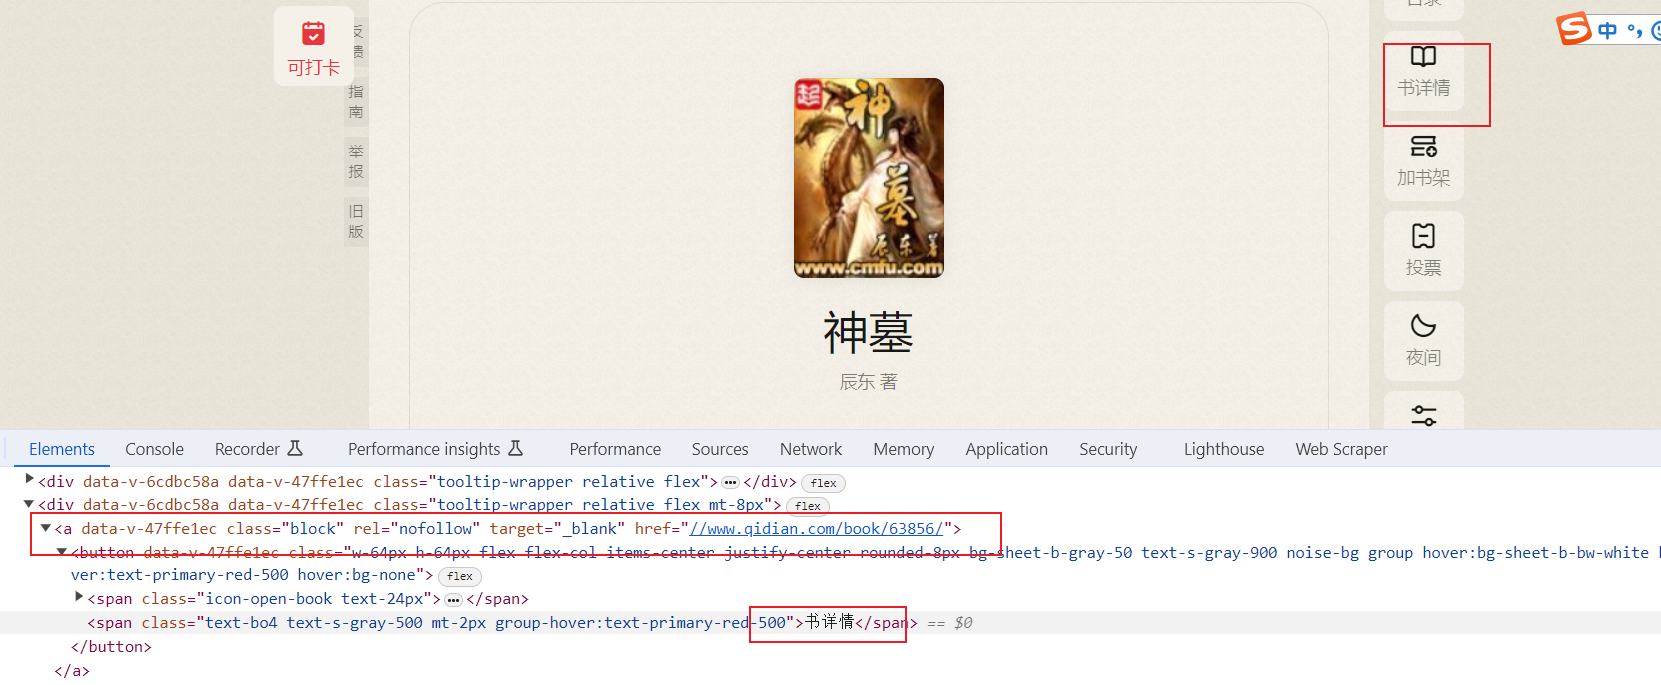 目录
可打卡
反
馈
指
南
举
报
旧
版
神
墓
辰东著
www.cmfu.com
神墓
辰东 著
书详情
加书架
投票
夜间
中
Elements Console Recorder Performance insights Performance Sources Network Memory Application Security Lighthouse Web Scraper
<div data-v-6cdbc58a data-v-47ffe1ec class="tooltip-wrapper relative flex">…</div> flex
<div data-v-6cdbc58a data-v-47ffe1ec class="tooltip-wrapper relative flex mt-8px"> flex
<a data-v-47ffe1ec class="block" rel="nofollow" target="_blank" href="//www.qidian.com/book/63856/">
<button data-v-47ffe1ec class="w-64px h-64px flex flex-col items-center justify-center rounded-8px bg-sheet-b-gray-50 text-s-gray-900 noise-bg group hover:bg-sheet-b-bw-white h
ver:text-primary-red-500 hover:bg-none"> flex
<span class="icon-open-book text-24px">…</span>
<span class="text-bo4 text-s-gray-500 mt-2px group-hover:text-primary-red-500">书详情</span> == $0
</button>
</a>